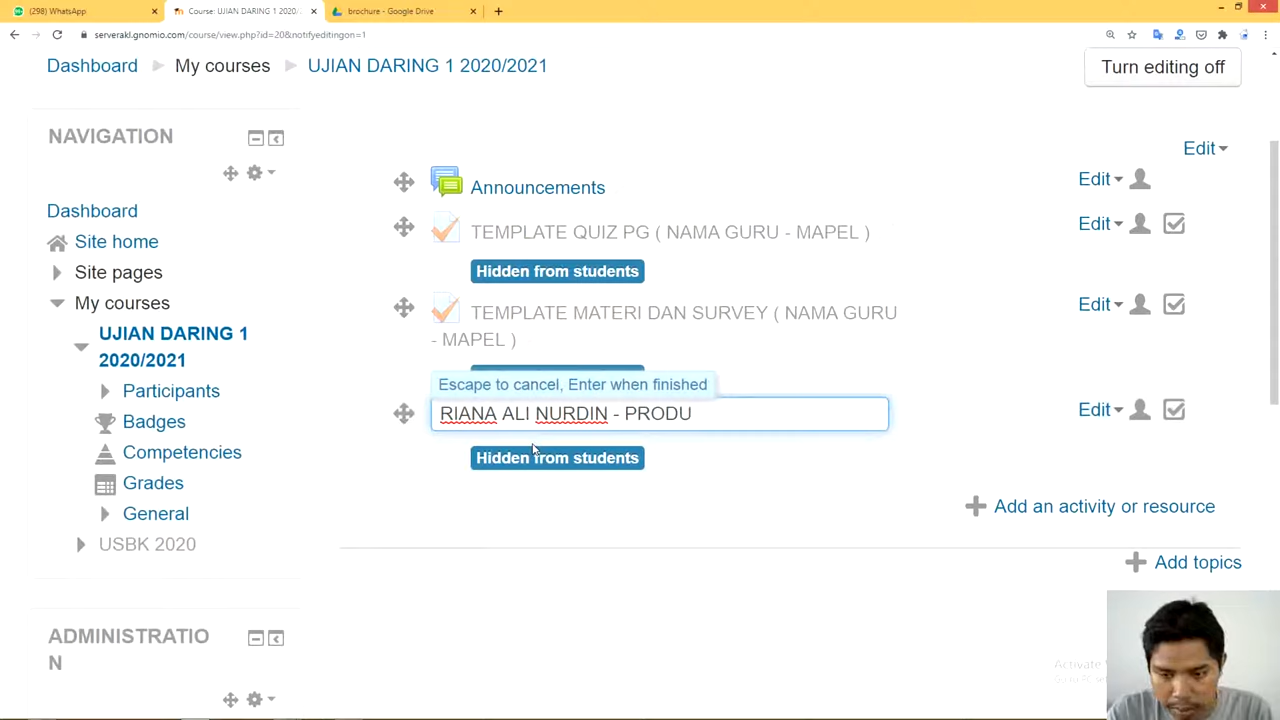 (298) WhatsApp
Course: UJIAN DARING 1 2020/
brochure - Google Drive
serverakl.gnomio.com/course/view.php?id=20&notifyeditingon=1
Dashboard My courses UJIAN DARING 1 2020/2021
Turn editing off
NAVIGATION
Dashboard
Site home
Site pages
My courses
UJIAN DARING 1
2020/2021
Participants
Badges
Competencies
Grades
General
USBK 2020
ADMINISTRATIO
N
Edit
Announcements
Edit
TEMPLATE QUIZ PG ( NAMA GURU - MAPEL )
Edit
Hidden from students
TEMPLATE MATERI DAN SURVEY ( NAMA GURU
- MAPEL )
Edit
Escape to cancel, Enter when finished
RIANA ALI NURDIN - PRODU
Edit
Hidden from students
Add an activity or resource
Add topics
Activate